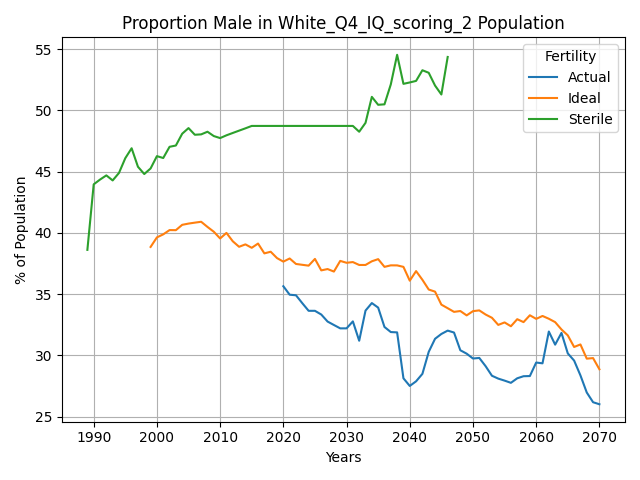 Proportion Male in White_Q4_IQ_scoring_2 Population
% of Population
55
50
45
40
35
30
25
Fertility
Actual
Ideal
Sterile
1990 2000 2010 2020 2030 2040 2050 2060 2070
Years